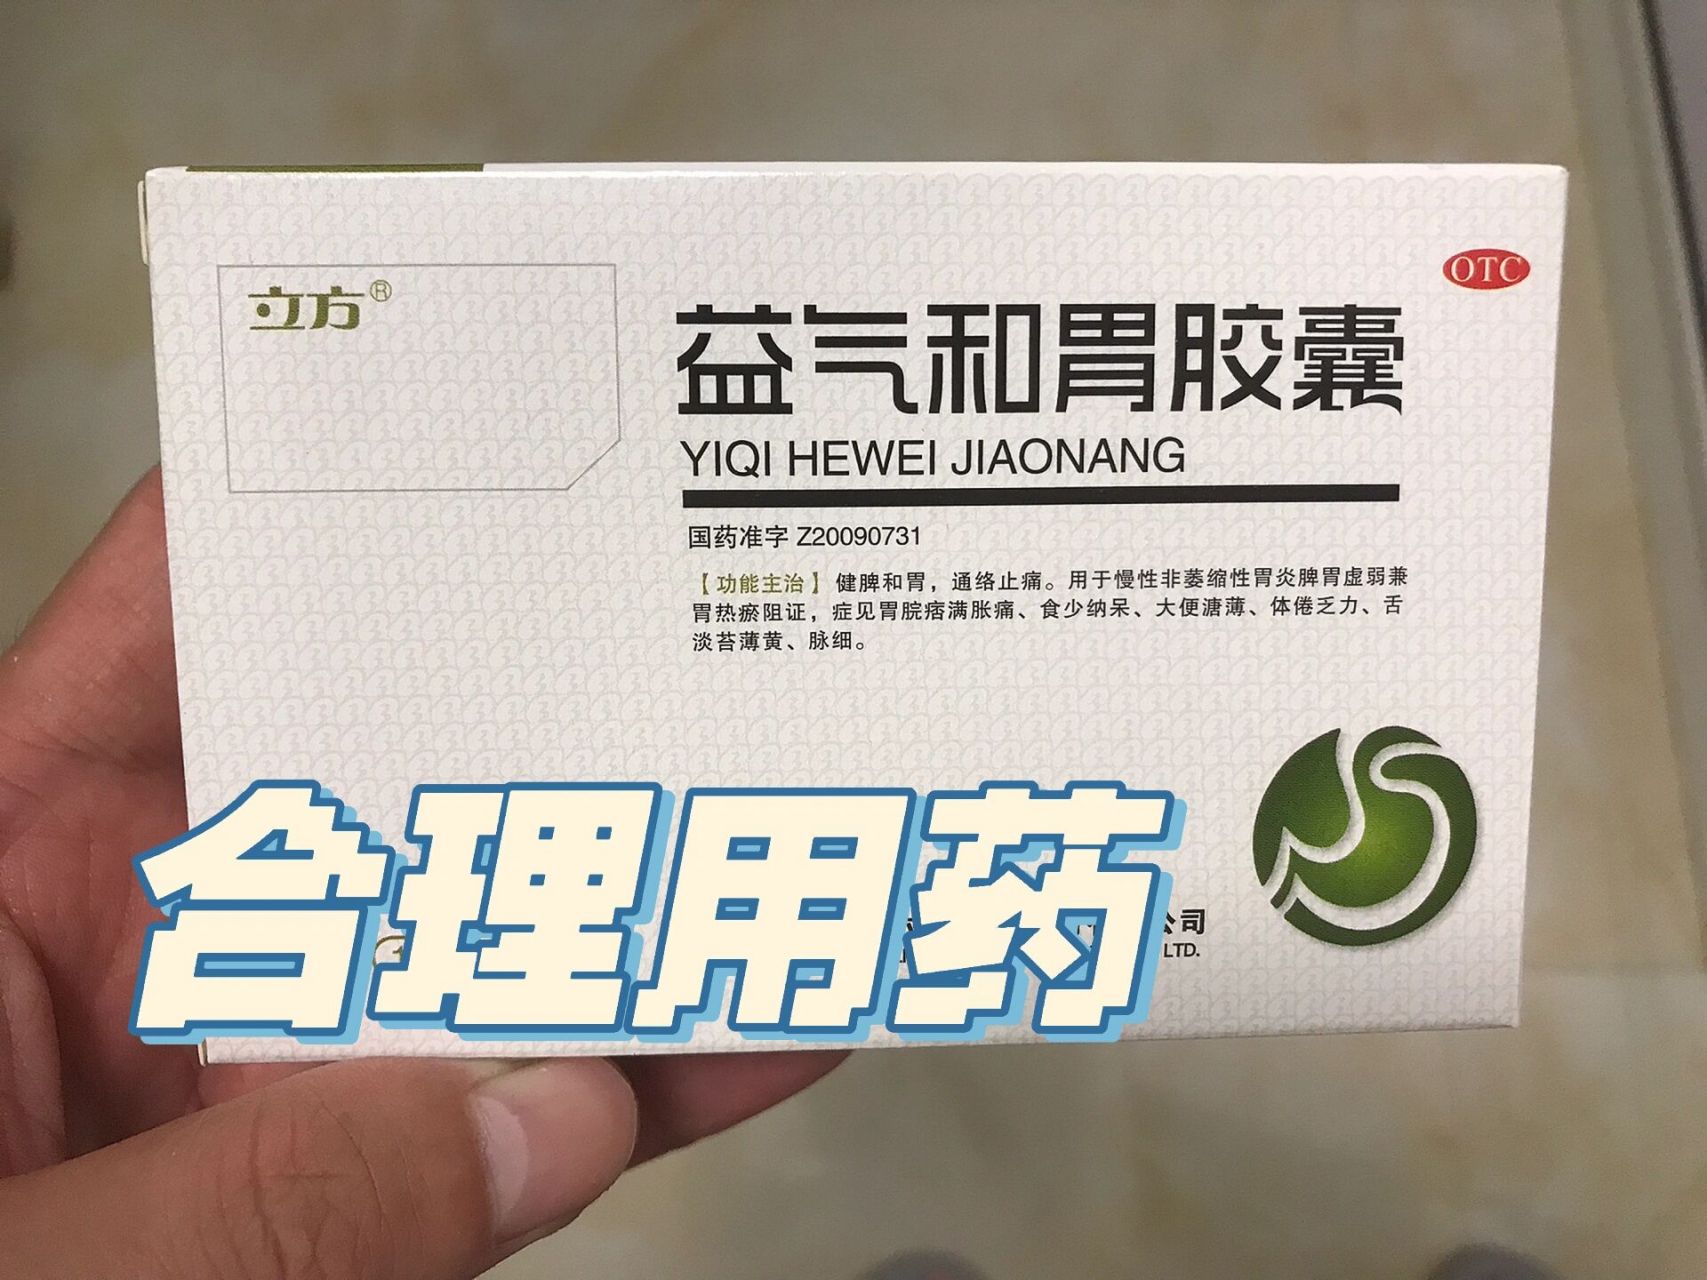 立方®
OTC
益气和胃胶囊
YIQI HEWEI JIAONANG
国药准字 Z20090731
【功能主治】健脾和胃，通络止痛。用于慢性非萎缩性胃炎脾胃虚弱兼
胃热瘀阻证，症见胃脘痞满胀痛、食少纳呆、大便溏薄、体倦乏力、舌
淡苔薄黄、脉细。
合理用药
公司
LTD.